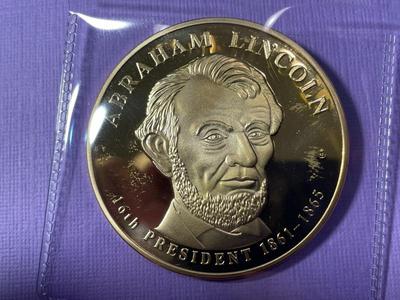 ABRAHAM LINCOLN
16th PRESIDENT 1861-1865